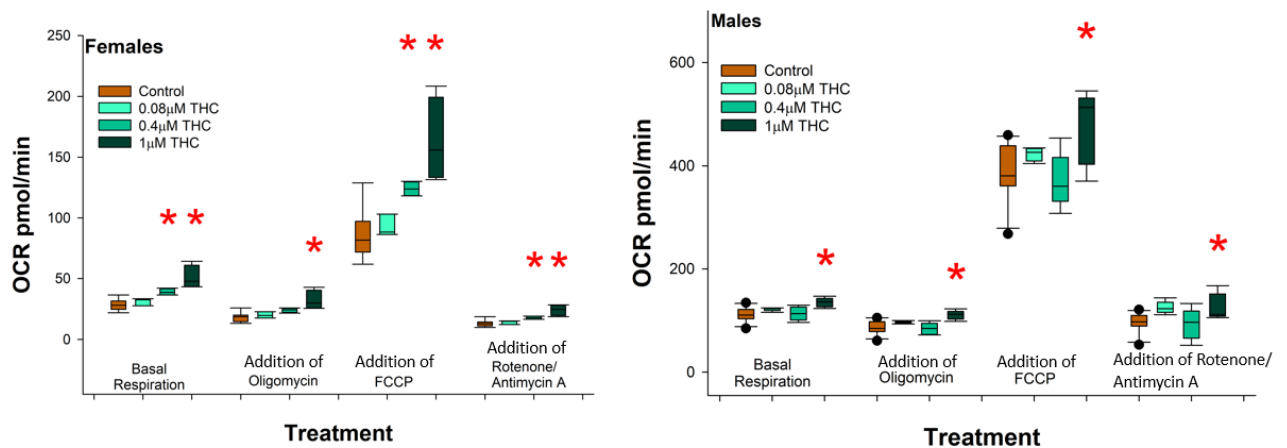 Females
Control
0.08μM THC
0.4μM THC
1μM THC
OCR pmol/min
250
200
150
100
50
0
* *
*
* *
* *
Basal
Respiration
Addition of
Oligomycin
Addition of
FCCP
Addition of
Rotenone/
Antimycin A
Treatment
Males
Control
0.08μM THC
0.4μM THC
1μM THC
OCR pmol/min
600
400
200
0
*
*
*
*
Basal
Respiration
Addition of
Oligomycin
Addition of
FCCP
Addition of Rotenone/
Antimycin A
Treatment